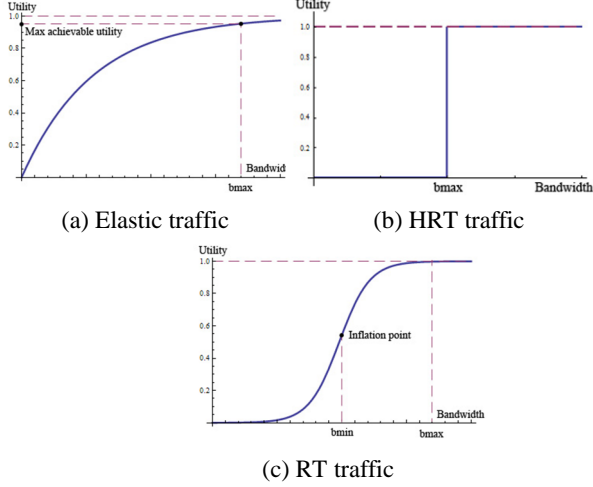 Utility
1.0
Max achievable utility
0.8
0.6
0.4
0.2
Bandwid
bmax
(a) Elastic traffic
Utility
1.0
0.8
0.6
0.4
0.2
bmax
Bandwidth
(b) HRT traffic
Utility
1.0
0.8
0.6
Inflation point
0.4
0.2
Bandwidth
bmin
bmax
(c) RT traffic